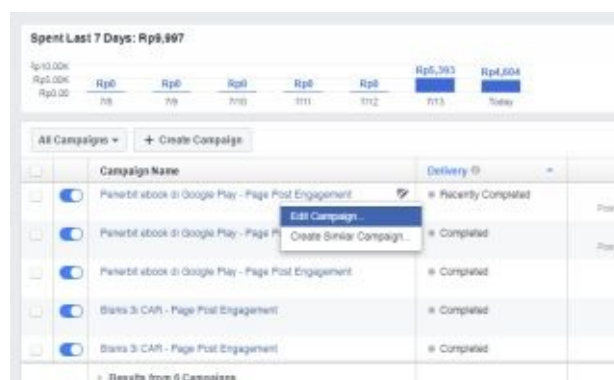 Spent Last 7 Days: Rp9,997
Rp10.00K
Rp5.00K
Rp0.00
Rp0 Rp0 Rp0 Rp0 Rp0 Rp5,393 Rp4,604
7/8 7/9 7/10 7/11 7/12 7/13 Today
All Campaigns + Create Campaign
Campaign Name Delivery
Penerbit ebook di Google Play - Page Post Engagement Recently Completed
Edit Campaign...
Penerbit ebook di Google Play - Page P Completed
Create Similar Campaign...
Penerbit ebook di Google Play - Page Post Engagement Completed
Bisnis 3i CAR - Page Post Engagement Completed
Bisnis 3i CAR - Page Post Engagement Completed
Results from 6 Campaigns